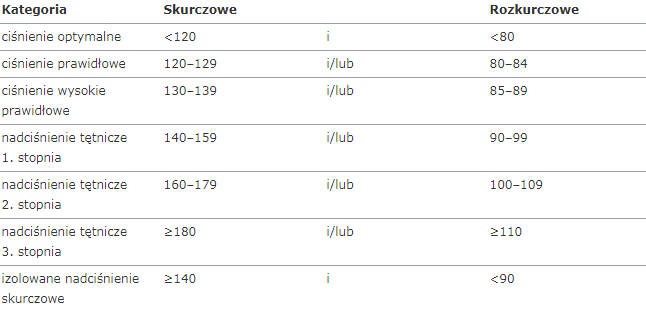 Kategoria Skurczowe Rozkurczowe
ciśnienie optymalne <120 i <80
ciśnienie prawidłowe 120–129 i/lub 80–84
ciśnienie wysokie 130–139 i/lub 85–89
prawidłowe
nadciśnienie tętnicze 140–159 i/lub 90–99
1. stopnia
nadciśnienie tętnicze 160–179 i/lub 100–109
2. stopnia
nadciśnienie tętnicze ≥180 i/lub ≥110
3. stopnia
izolowane nadciśnienie ≥140 i <90
skurczowe